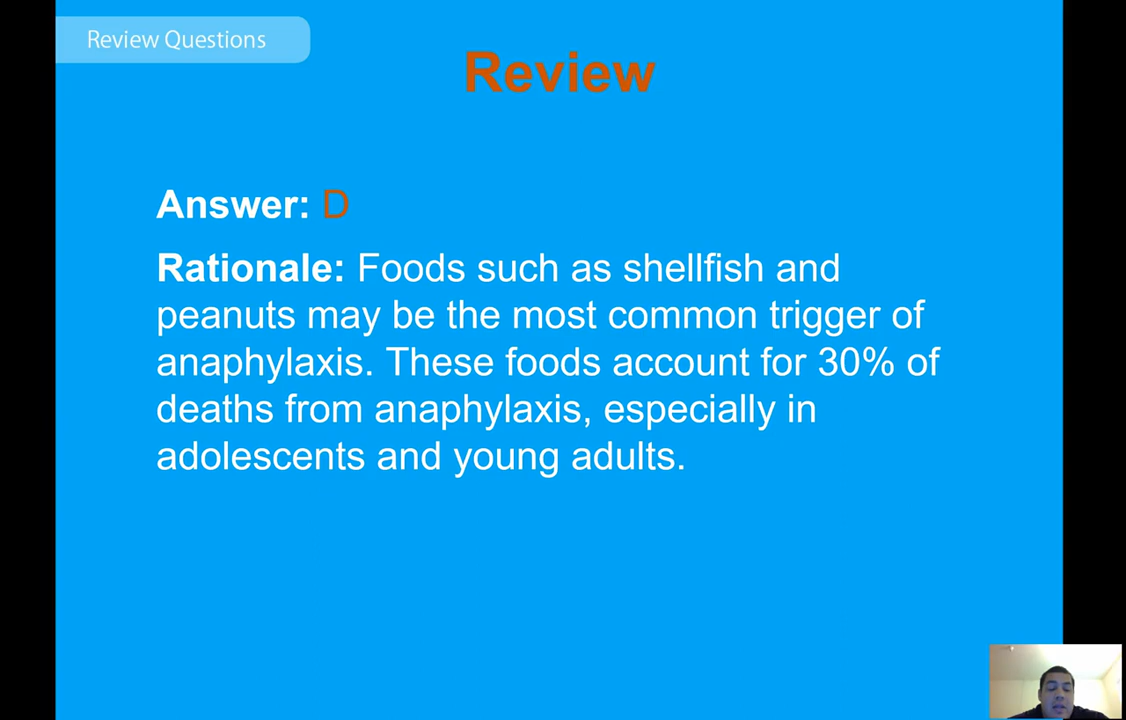 Review Questions
Review
Answer: D
Rationale: Foods such as shellfish and
peanuts may be the most common trigger of
anaphylaxis. These foods account for 30% of
deaths from anaphylaxis, especially in
adolescents and young adults.